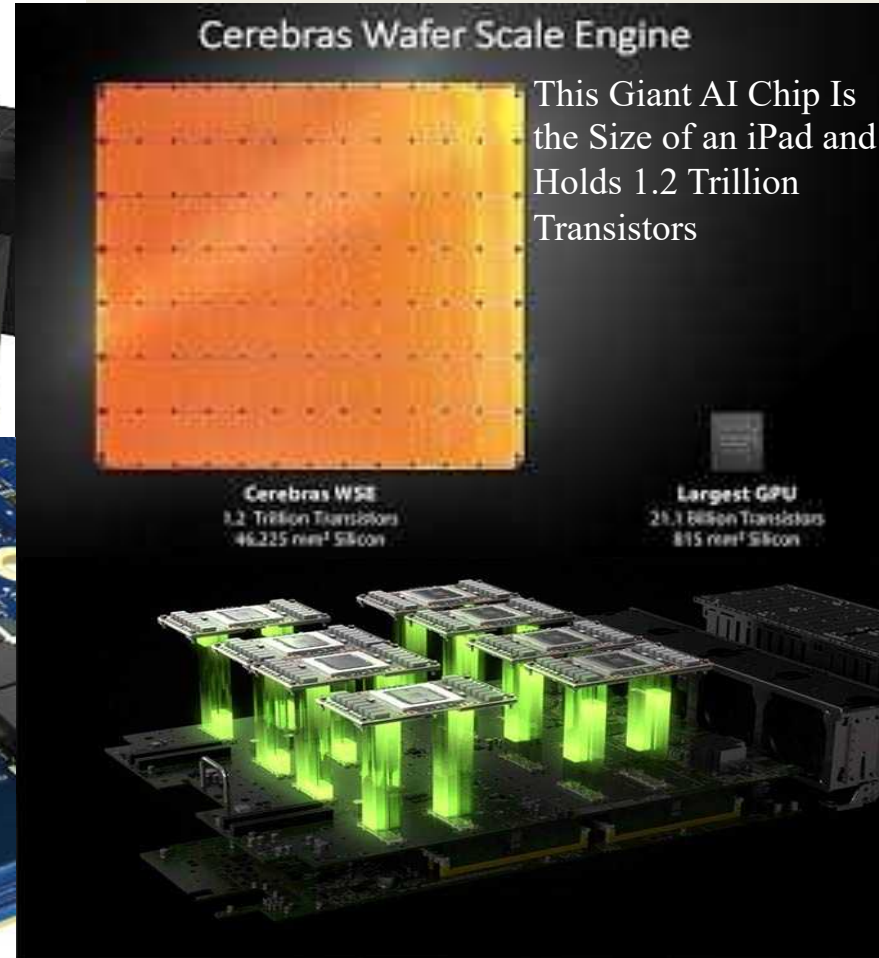 Cerebras Wafer Scale Engine
This Giant AI Chip Is
the Size of an iPad and
Holds 1.2 Trillion
Transistors
Cerebras WSE
1.2 Trillion Transistors
46,225 mm² Silicon
Largest GPU
21.1 Billion Transistors
815 mm² Silicon